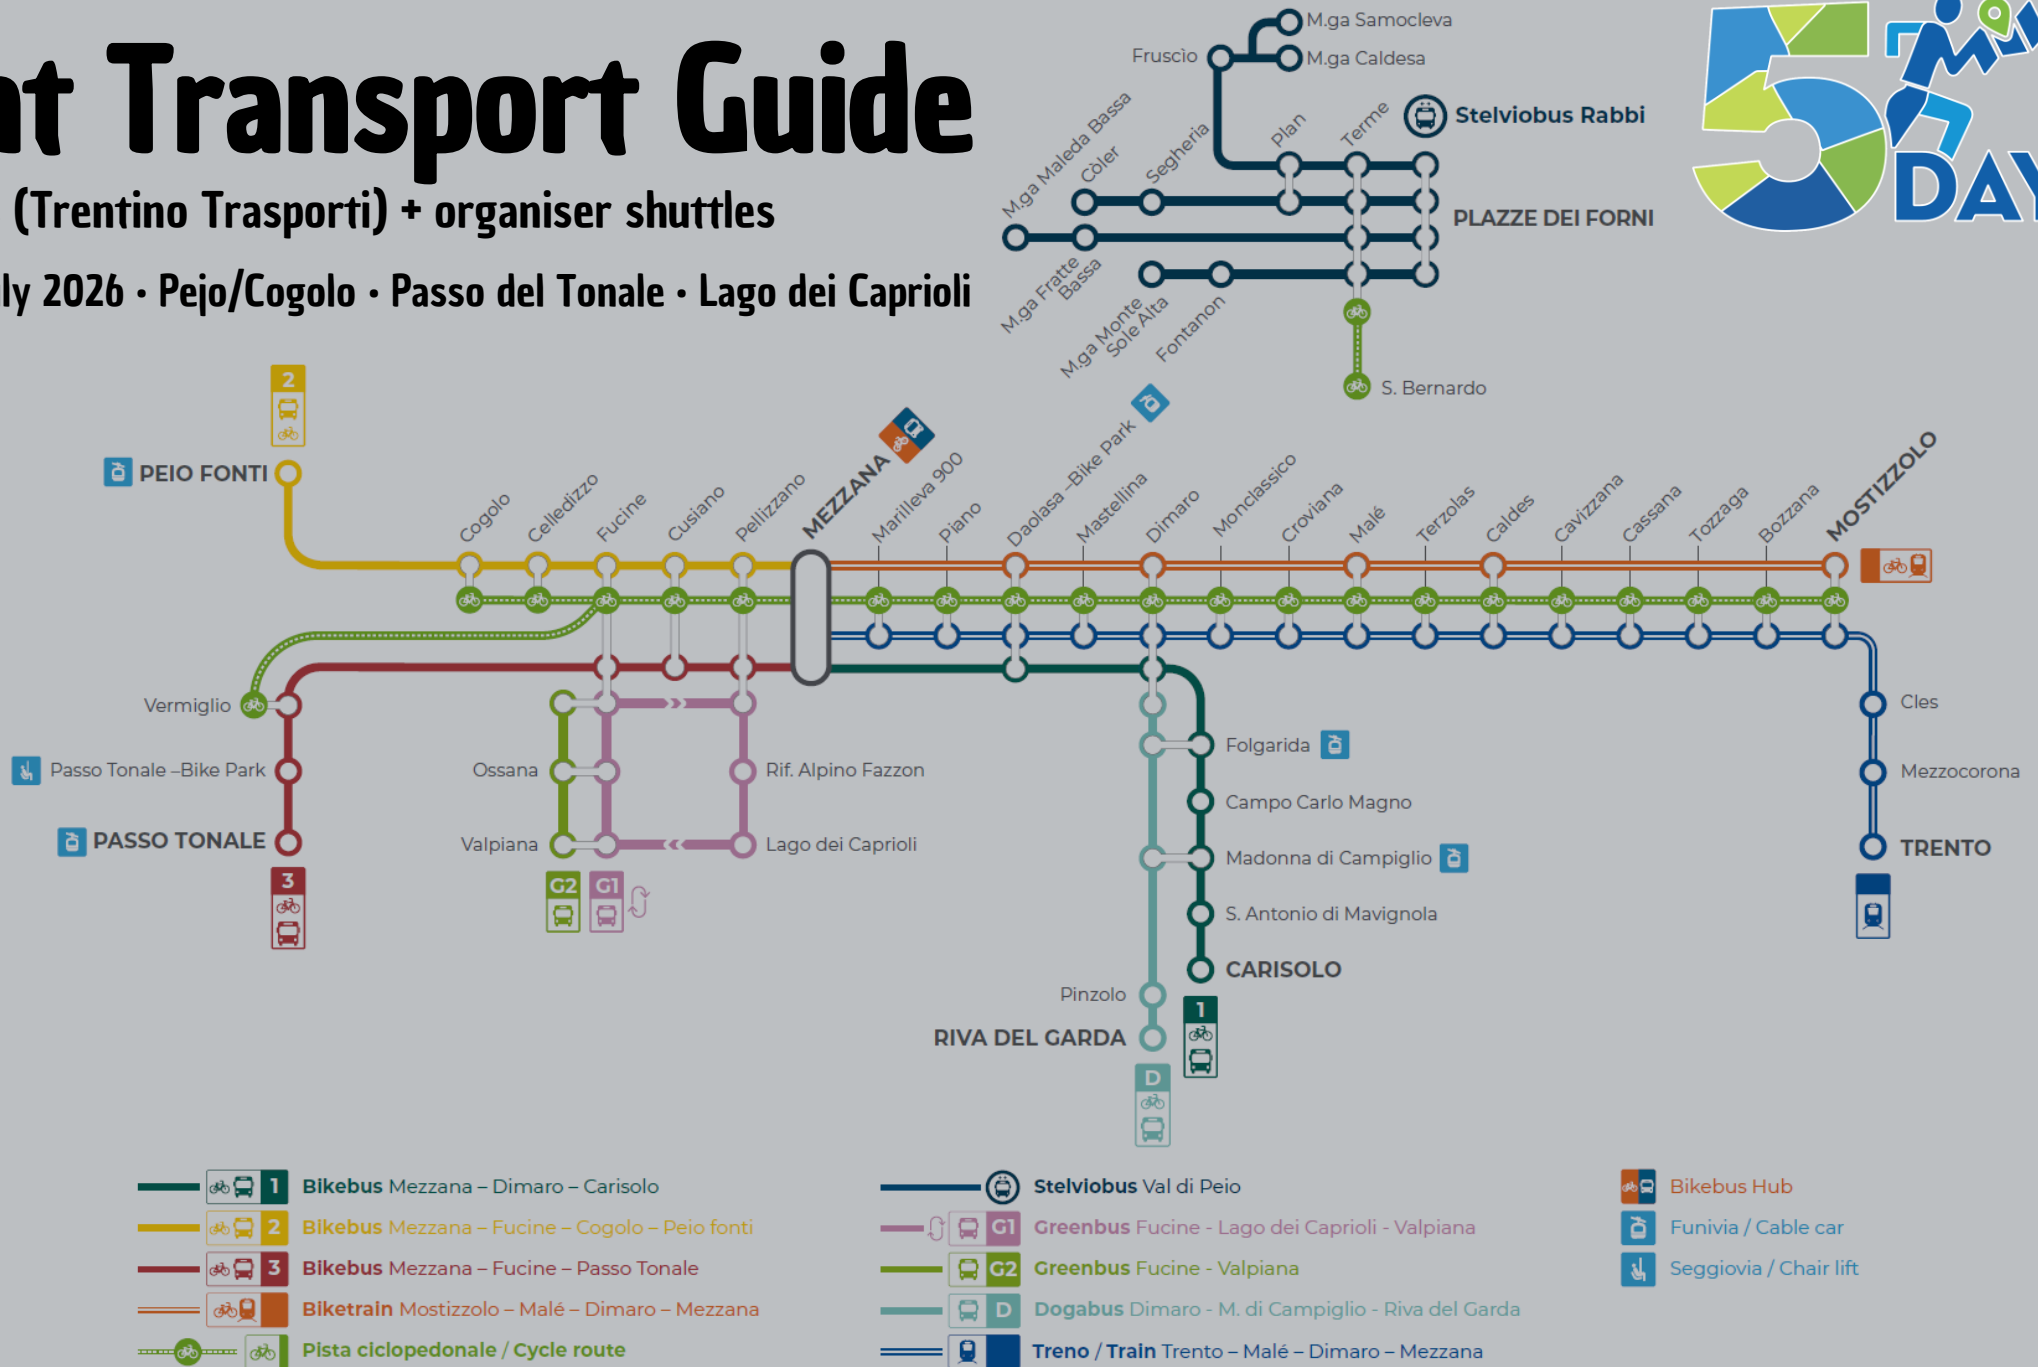 nt Transport Guide
(Trentino Trasporti) + organiser shuttles
ly 2026 · Pejo/Cogolo · Passo del Tonale · Lago dei Caprioli
5
DAY
M.ga Samocleva
Fruscìo
M.ga Caldesa
Stelviobus Rabbi
M.ga Maleda Bassa
Còler
Segheria
Plan
Terme
PLAZZE DEI FORNI
M.ga Fratte
Bassa
M.ga Monte
Sole Alta
Fontanon
S. Bernardo
2
PEIO FONTI
Cogolo
Celledizzo
Fucine
Cusiano
Pellizzano
MEZZANA
Marilleva 900
Piano
Daolasa –Bike Park
Mastellina
Dimaro
Monclassico
Croviana
Malé
Terzolas
Caldes
Cavizzana
Cassana
Tozzaga
Bozzana
MOSTIZZOLO
Vermiglio
Passo Tonale –Bike Park
PASSO TONALE
3
Ossana
Valpiana
G2
G1
Rif. Alpino Fazzon
Lago dei Caprioli
Folgarida
Campo Carlo Magno
Madonna di Campiglio
S. Antonio di Mavignola
CARISOLO
1
Pinzolo
RIVA DEL GARDA
D
Cles
Mezzocorona
TRENTO
1 Bikebus Mezzana – Dimaro – Carisolo
2 Bikebus Mezzana – Fucine – Cogolo – Peio fonti
3 Bikebus Mezzana – Fucine – Passo Tonale
Biketrain Mostizzolo – Malé – Dimaro – Mezzana
Pista ciclopedonale / Cycle route
Stelviobus Val di Peio
G1 Greenbus Fucine - Lago dei Caprioli - Valpiana
G2 Greenbus Fucine - Valpiana
D Dogabus Dimaro - M. di Campiglio - Riva del Garda
Treno / Train Trento – Malé – Dimaro – Mezzana
Bikebus Hub
Funivia / Cable car
Seggiovia / Chair lift